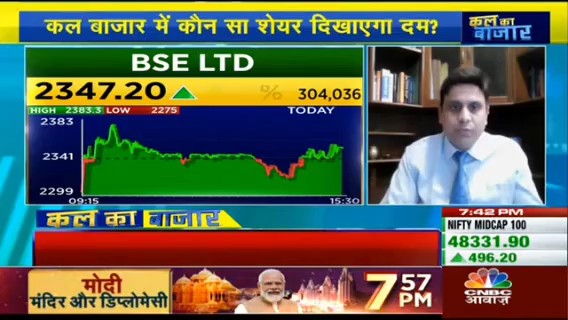 कल बाजार में कौन सा शेयर दिखाएगा दम?
कल का
बाजार
BSE LTD
2347.20 % 304,036
HIGH 2383.3 LOW 2275 TODAY
2383
2341
2299
09:15 15:30
कल का बाजार
7:42 PM
NIFTY MIDCAP 100
48331.90
496.20
मोदी
मंदिर और डिप्लोमेसी
7 57
PM
CNBC
आवाज़